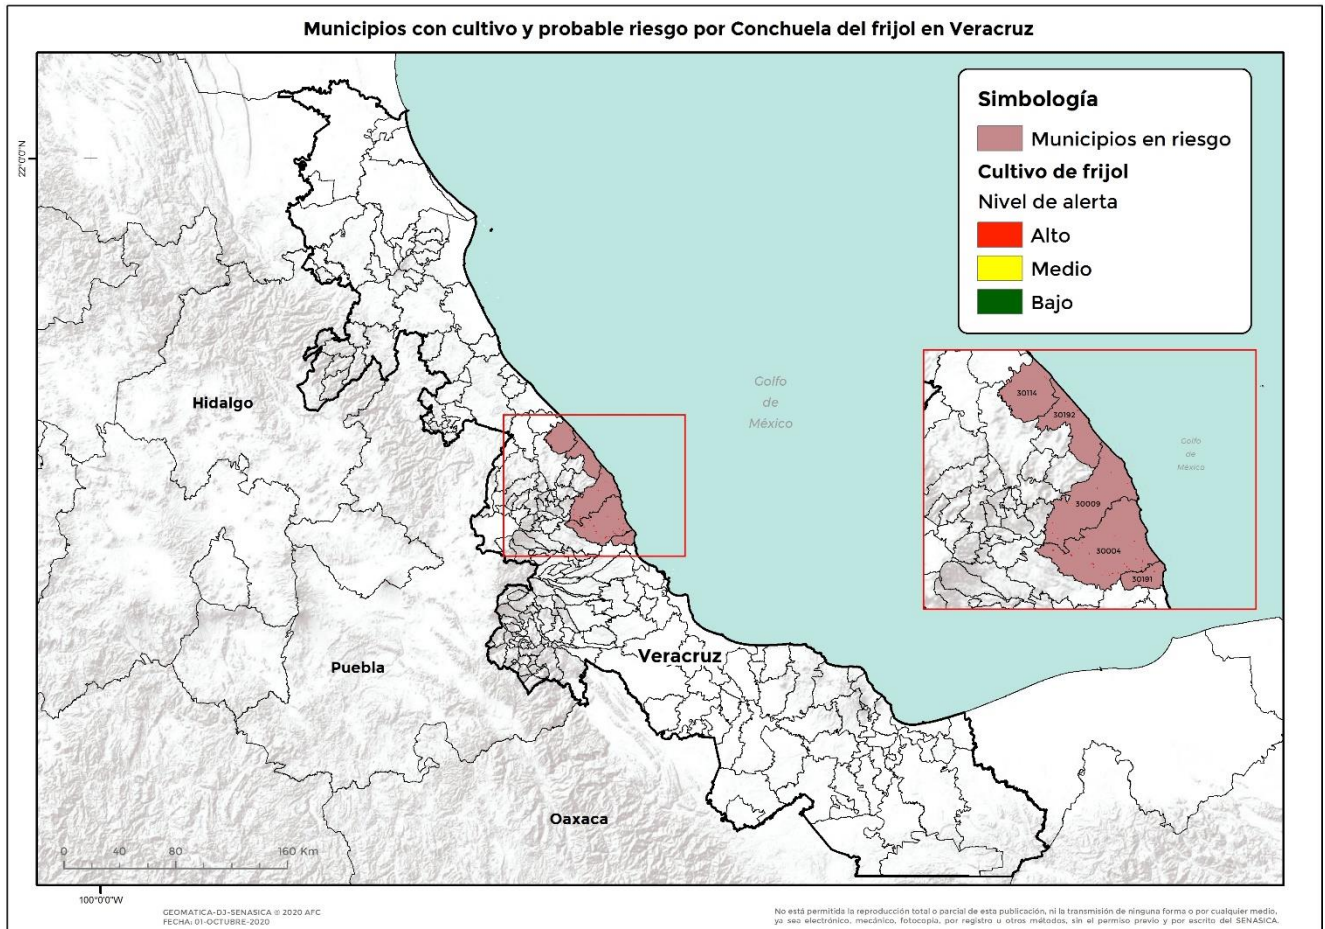 Municipios con cultivo y probable riesgo por Conchuela del frijol en Veracruz
Simbología
Municipios en riesgo
Cultivo de frijol
Nivel de alerta
Alto
Medio
Bajo
22°0'0"N
Hidalgo
Golfo
de
México
30114
30192
Golfo
de
México
30009
30004
30191
Veracruz
Puebla
Oaxaca
0 40 80 160 Km
100°0'0"W
GEOMATICA-DJ-SENASICA © 2020 AFC
FECHA: 01-OCTUBRE-2020
No está permitida la reproducción total o parcial de esta publicación, ni la transmisión de ninguna forma o por cualquier medio,
ya sea electrónico, mecánico, fotocopia, por registro u otros métodos, sin el permiso previo y por escrito del SENASICA.